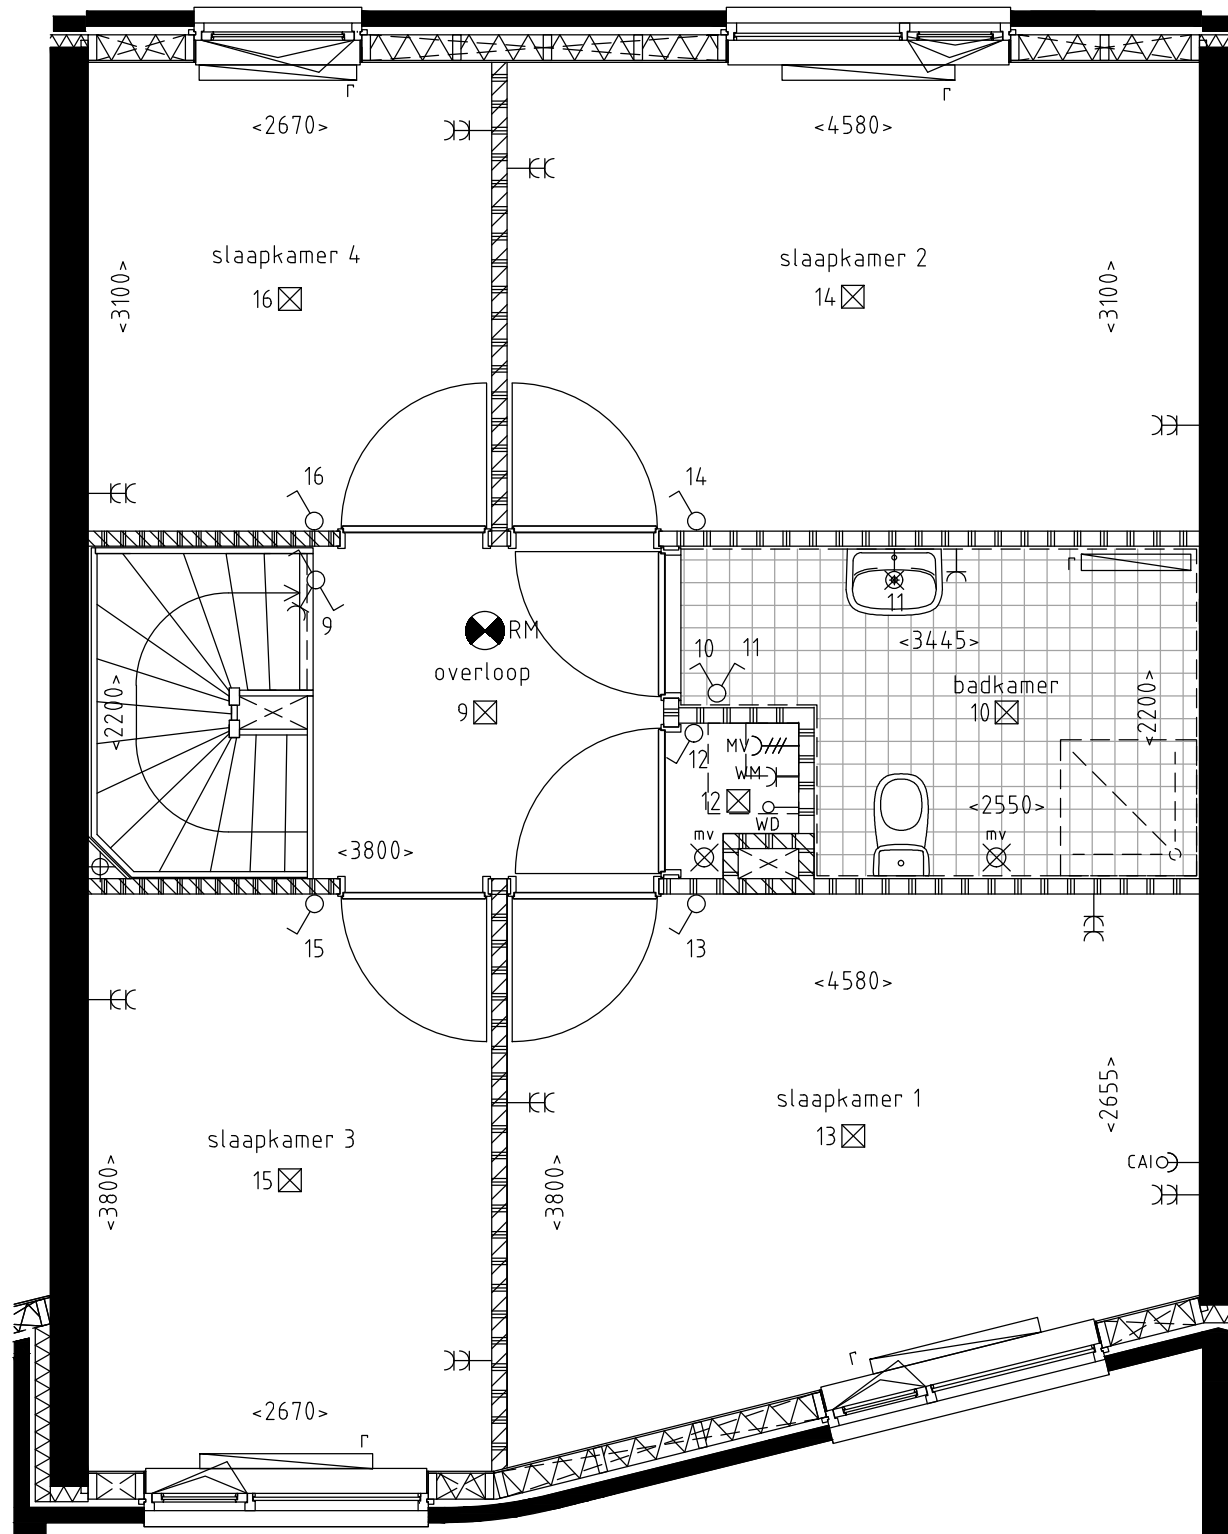 r
r
<2670>
<4580>
slaapkamer 4
slaapkamer 2
16
14
<3100>
<3100>
16
14
r
11
9
RM
10
11
<3445>
overloop
badkamer
9
10
<2200>
<2200>
12
MV
WM
12
WD
<2550>
mv
mv
<3800>
15
13
<4580>
<2655>
slaapkamer 1
slaapkamer 3
13
15
CAI
<3800>
<3800>
<2670>
r
r